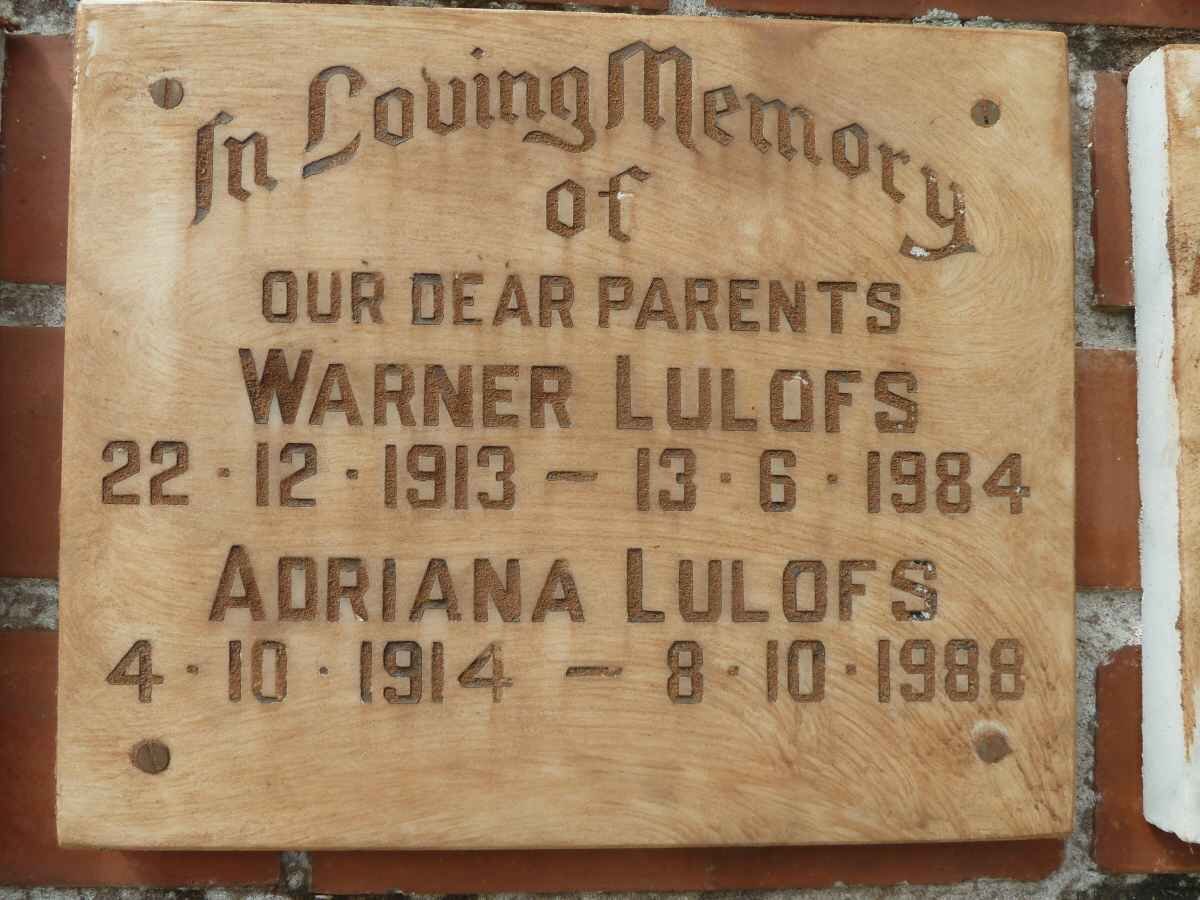 In Loving Memory
of
OUR DEAR PARENTS
WARNER LULOFS
22 · 12 · 1913 — 13 · 6 · 1984
ADRIANA LULOFS
4 · 10 · 1914 — 8 · 10 · 1988